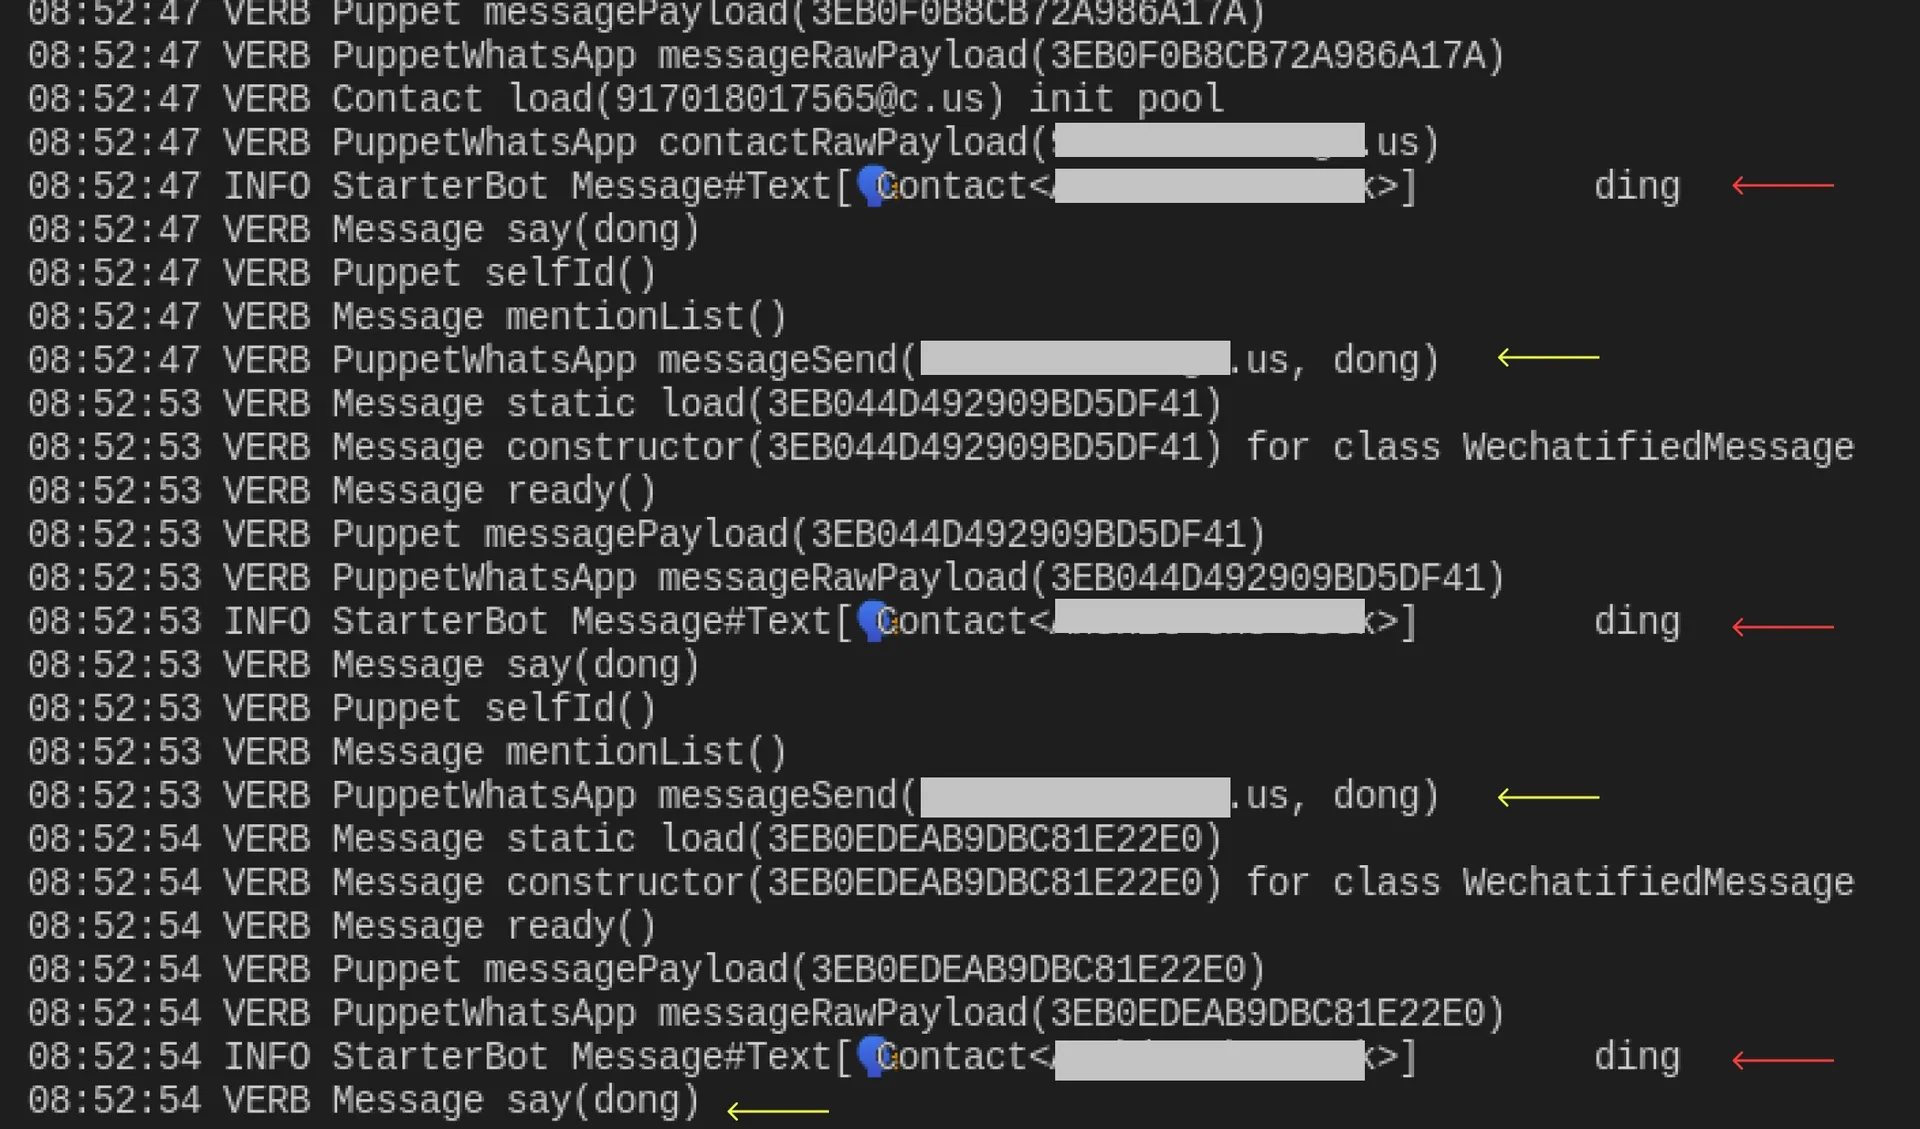 08:52:47 VERB Puppet messagePayload(3EB0F0B8CB72A986A17A)
08:52:47 VERB PuppetWhatsApp messageRawPayload(3EB0F0B8CB72A986A17A)
08:52:47 VERB Contact load(917018017565@c.us) init pool
08:52:47 VERB PuppetWhatsApp contactRawPayload( .us)
08:52:47 INFO StarterBot Message#Text[🗣Contact< >] ding
08:52:47 VERB Message say(dong)
08:52:47 VERB Puppet selfId()
08:52:47 VERB Message mentionList()
08:52:47 VERB PuppetWhatsApp messageSend( .us, dong)
08:52:53 VERB Message static load(3EB044D492909BD5DF41)
08:52:53 VERB Message constructor(3EB044D492909BD5DF41) for class WechatifiedMessage
08:52:53 VERB Message ready()
08:52:53 VERB Puppet messagePayload(3EB044D492909BD5DF41)
08:52:53 VERB PuppetWhatsApp messageRawPayload(3EB044D492909BD5DF41)
08:52:53 INFO StarterBot Message#Text[🗣Contact< >] ding
08:52:53 VERB Message say(dong)
08:52:53 VERB Puppet selfId()
08:52:53 VERB Message mentionList()
08:52:53 VERB PuppetWhatsApp messageSend( .us, dong)
08:52:54 VERB Message static load(3EB0EDEAB9DBC81E22E0)
08:52:54 VERB Message constructor(3EB0EDEAB9DBC81E22E0) for class WechatifiedMessage
08:52:54 VERB Message ready()
08:52:54 VERB Puppet messagePayload(3EB0EDEAB9DBC81E22E0)
08:52:54 VERB PuppetWhatsApp messageRawPayload(3EB0EDEAB9DBC81E22E0)
08:52:54 INFO StarterBot Message#Text[🗣Contact< >] ding
08:52:54 VERB Message say(dong)